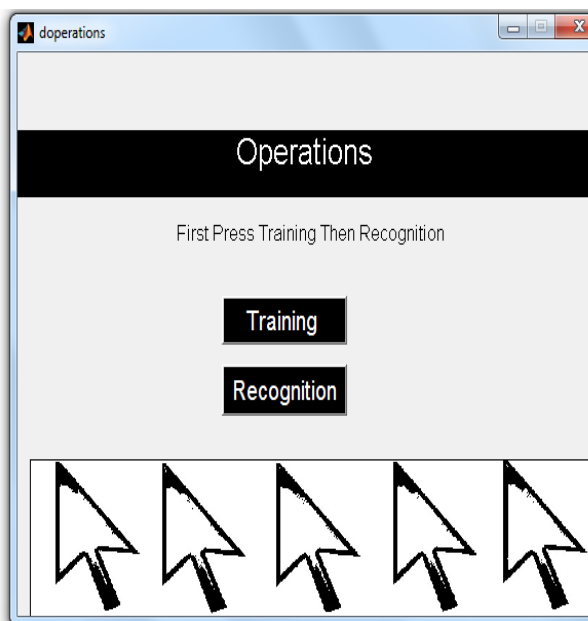 doperations
Operations
First Press Training Then Recognition
Training
Recognition